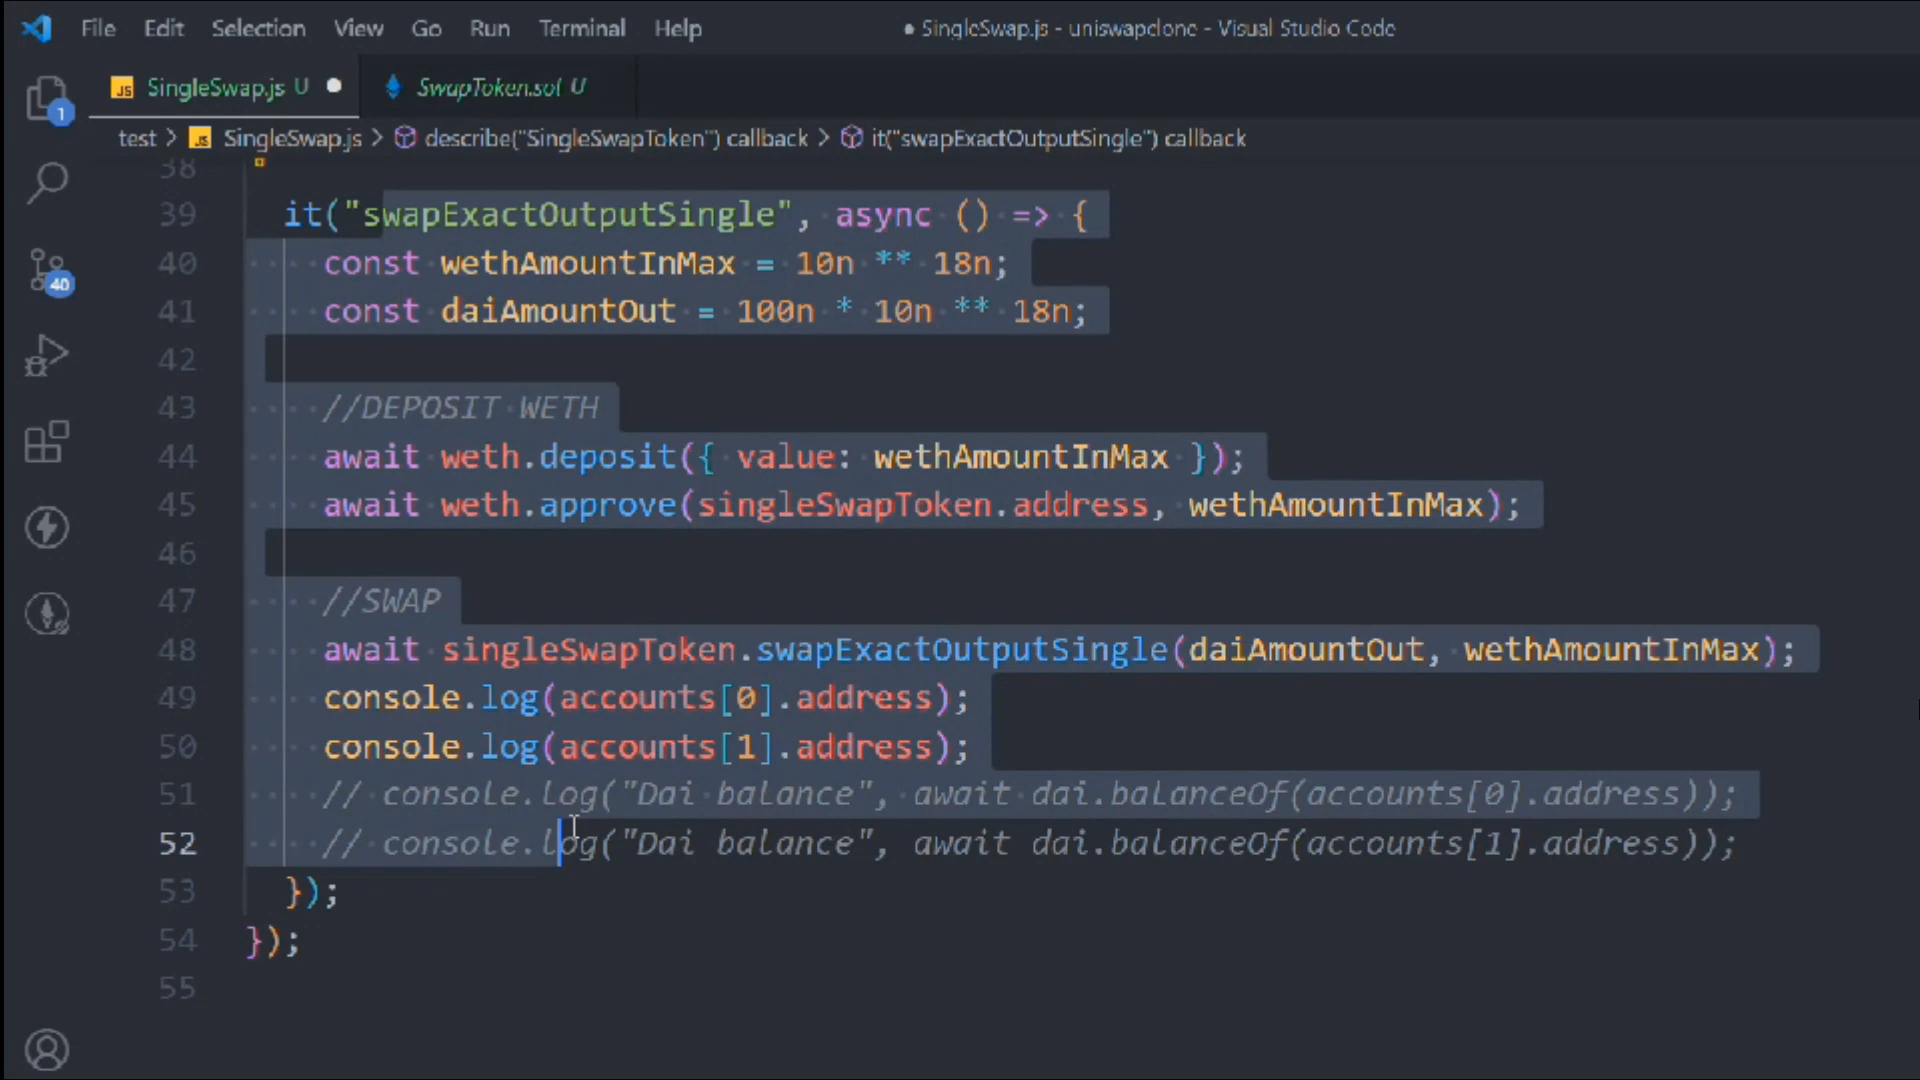 File Edit Selection View Go Run Terminal Help ● SingleSwap.js - uniswapclone - Visual Studio Code
JS SingleSwap.js U ● SwapToken.sol U
1
test > JS SingleSwap.js > describe("SingleSwapToken") callback > it("swapExactOutputSingle") callback
38
39 it("swapExactOutputSingle", async () => {
40 const wethAmountInMax = 10n ** 18n;
40
41 const daiAmountOut = 100n * 10n ** 18n;
42
43 //DEPOSIT WETH
44 await weth.deposit({ value: wethAmountInMax });
45 await weth.approve(singleSwapToken.address, wethAmountInMax);
46
47 //SWAP
48 await singleSwapToken.swapExactOutputSingle(daiAmountOut, wethAmountInMax);
49 console.log(accounts[0].address);
50 console.log(accounts[1].address);
51 // console.log("Dai balance", await dai.balanceOf(accounts[0].address));
52 // console.log("Dai balance", await dai.balanceOf(accounts[1].address));
53 });
54 });
55